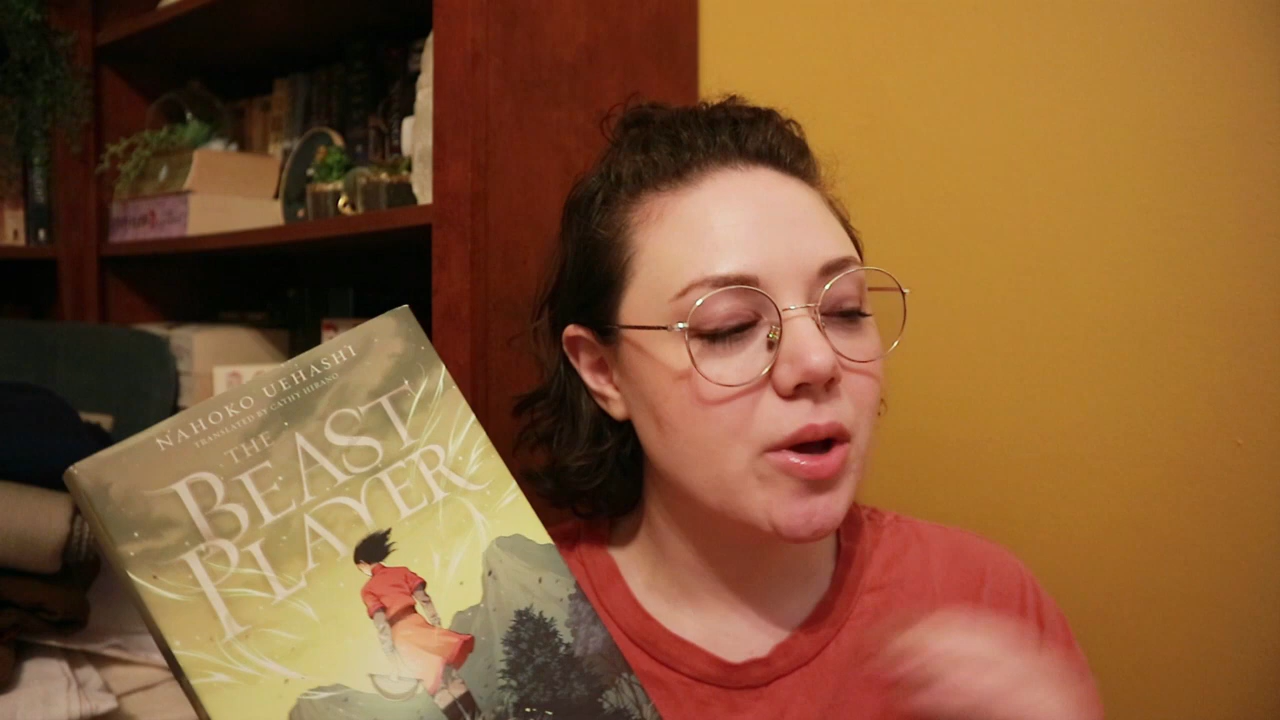 NAHOKO UEHASHI
TRANSLATED BY CATHY HIRANO
THE
BEAST
PLAYER